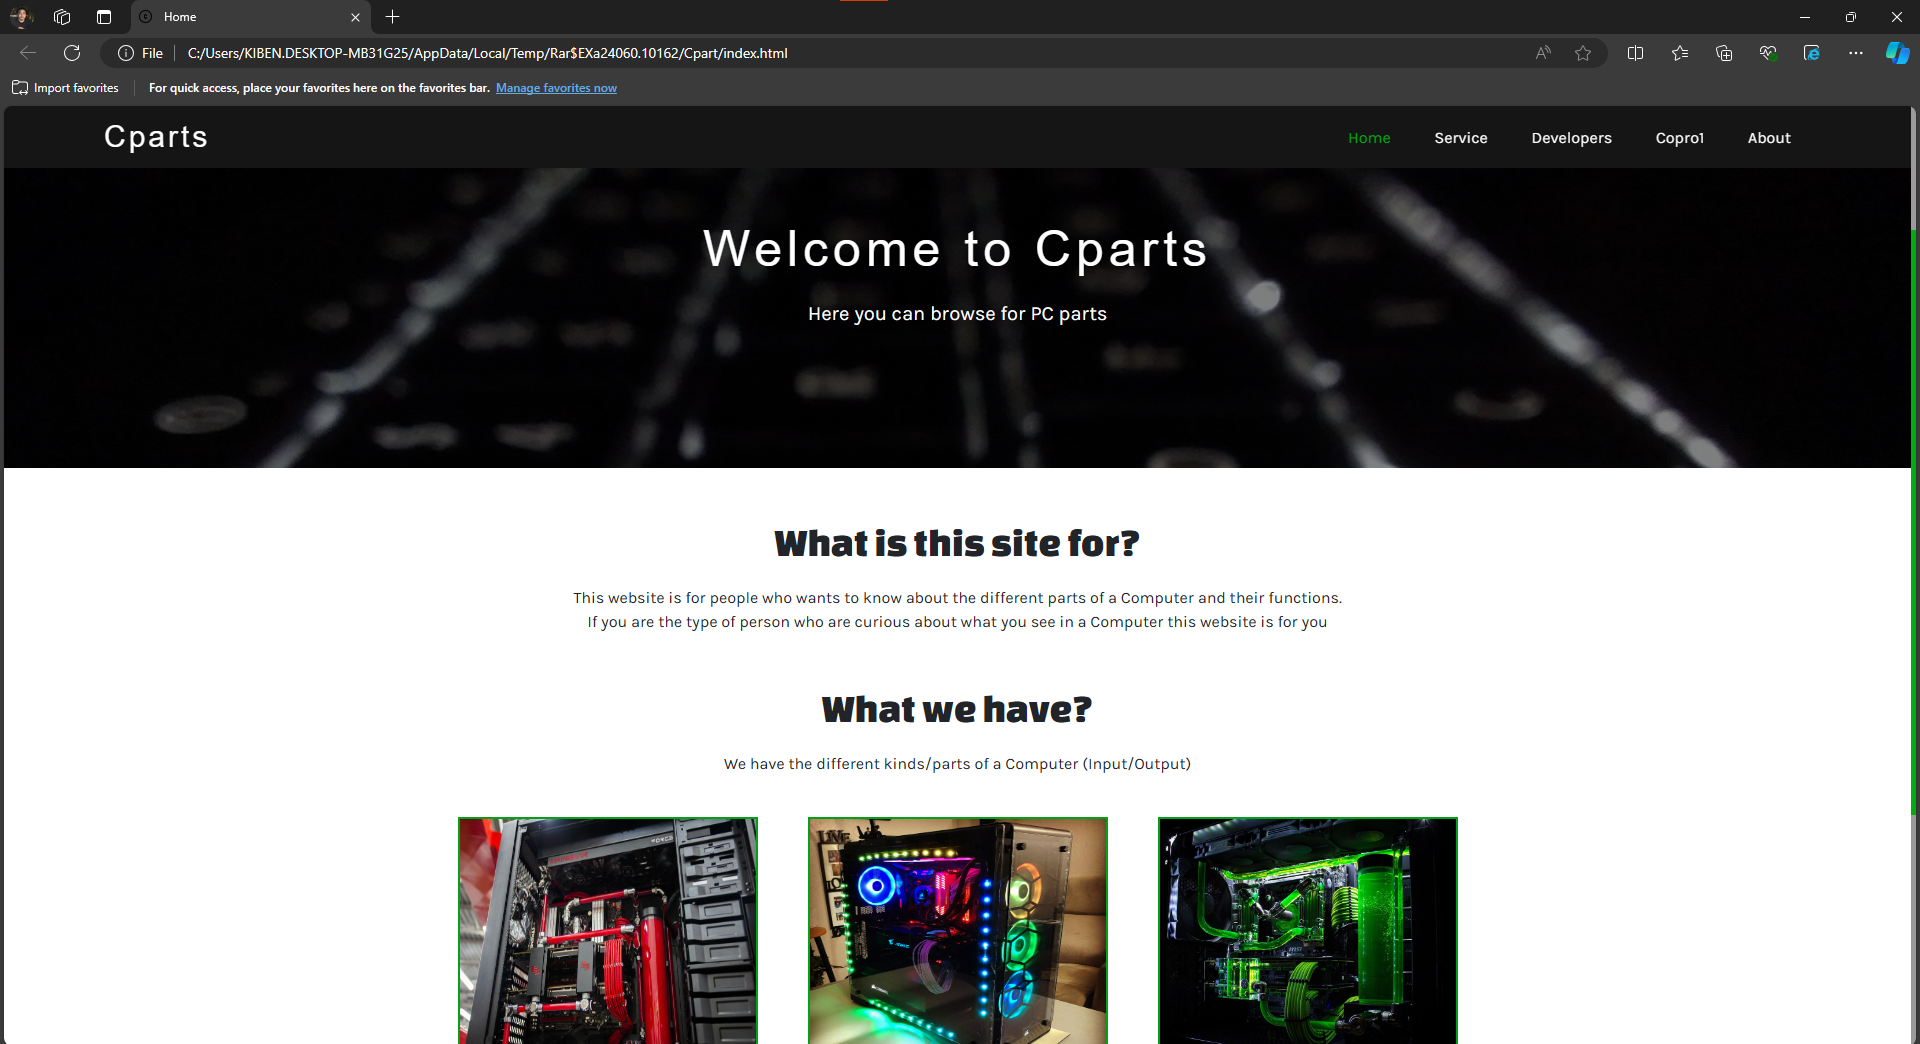 Home
File
C:/Users/KIBEN.DESKTOP-MB31G25/AppData/Local/Temp/Rar$EXa24060.10162/Cpart/index.html
Import favorites
For quick access, place your favorites here on the favorites bar. Manage favorites now
Cparts
Home Service Developers Copro1 About
Welcome to Cparts
Here you can browse for PC parts
What is this site for?
This website is for people who wants to know about the different parts of a Computer and their functions.
If you are the type of person who are curious about what you see in a Computer this website is for you
What we have?
We have the different kinds/parts of a Computer (Input/Output)